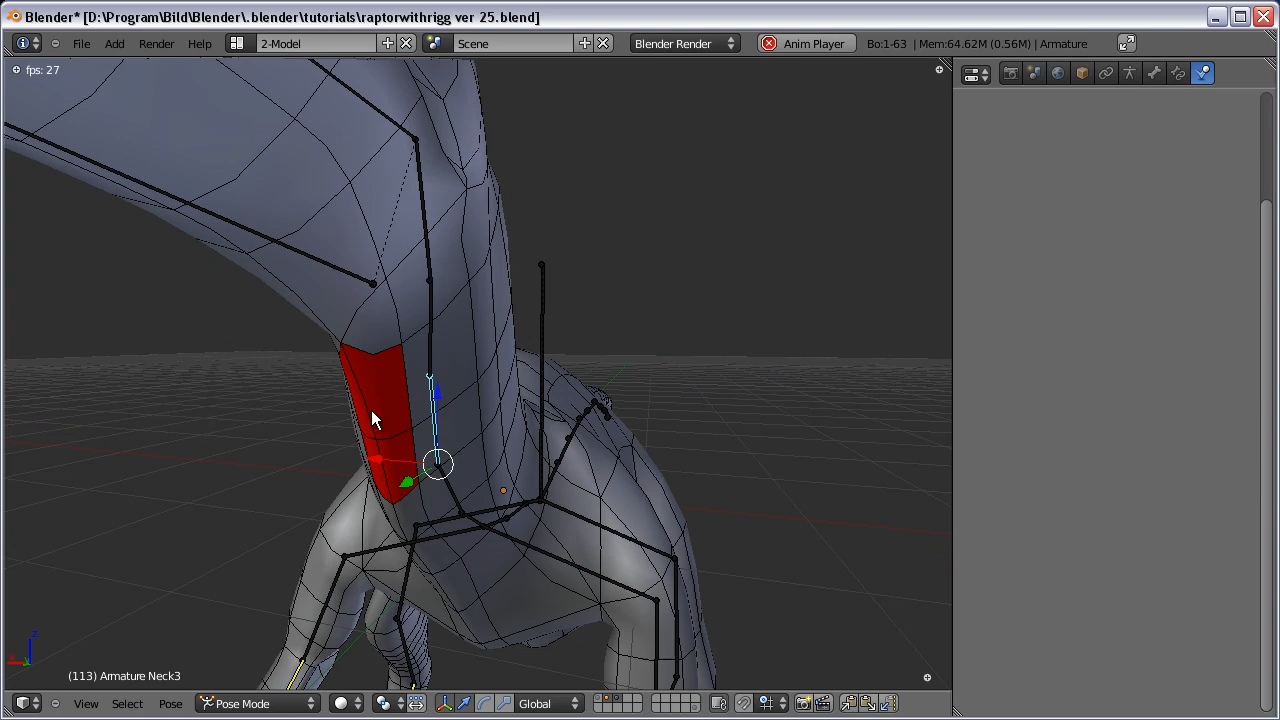 Blender* [D:\Program\Bild\Blender\.blender\tutorials\raptorwithrigg ver 25.blend]
File Add Render Help 2-Model Scene Blender Render Anim Player Bo:1-63 | Mem:64.62M (0.56M) | Armature
fps: 27
z
x
(113) Armature Neck3
View Select Pose Pose Mode Global